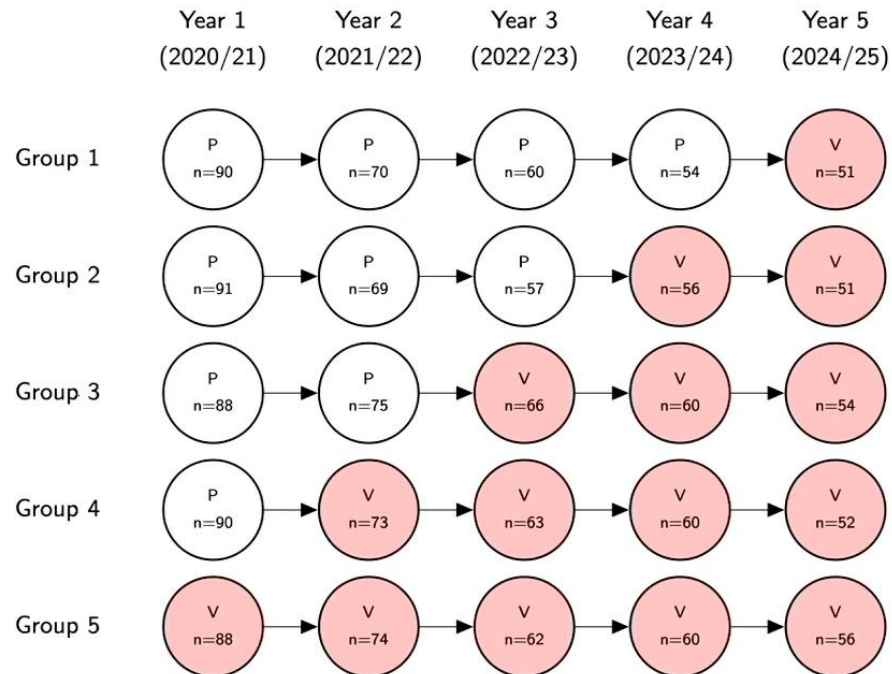 Year 1 Year 2 Year 3 Year 4 Year 5
(2020/21) (2021/22) (2022/23) (2023/24) (2024/25)
Group 1
P P P P V
n=90 n=70 n=60 n=54 n=51
Group 2
P P P V V
n=91 n=69 n=57 n=56 n=51
Group 3
P P V V V
n=88 n=75 n=66 n=60 n=54
Group 4
P V V V V
n=90 n=73 n=63 n=60 n=52
Group 5
V V V V V
n=88 n=74 n=62 n=60 n=56